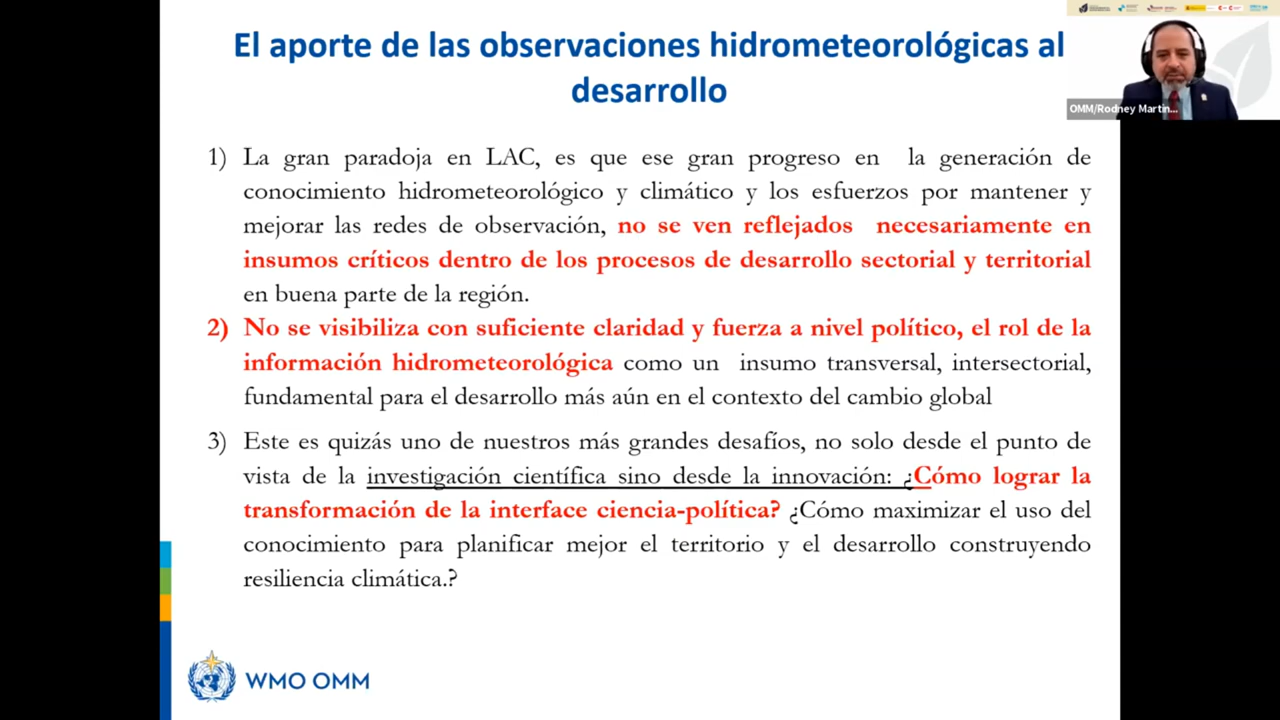 El aporte de las observaciones hidrometeorológicas al
desarrollo
OMM/Rodney Martin...
1) La gran paradoja en LAC, es que ese gran progreso en la generación de
conocimiento hidrometeorológico y climático y los esfuerzos por mantener y
mejorar las redes de observación, no se ven reflejados necesariamente en
insumos críticos dentro de los procesos de desarrollo sectorial y territorial
en buena parte de la región.
2) No se visibiliza con suficiente claridad y fuerza a nivel político, el rol de la
información hidrometeorológica como un insumo transversal, intersectorial,
fundamental para el desarrollo más aún en el contexto del cambio global
3) Este es quizás uno de nuestros más grandes desafíos, no solo desde el punto de
vista de la investigación científica sino desde la innovación: ¿Cómo lograr la
transformación de la interface ciencia-política? ¿Cómo maximizar el uso del
conocimiento para planificar mejor el territorio y el desarrollo construyendo
resiliencia climática.?
WMO OMM